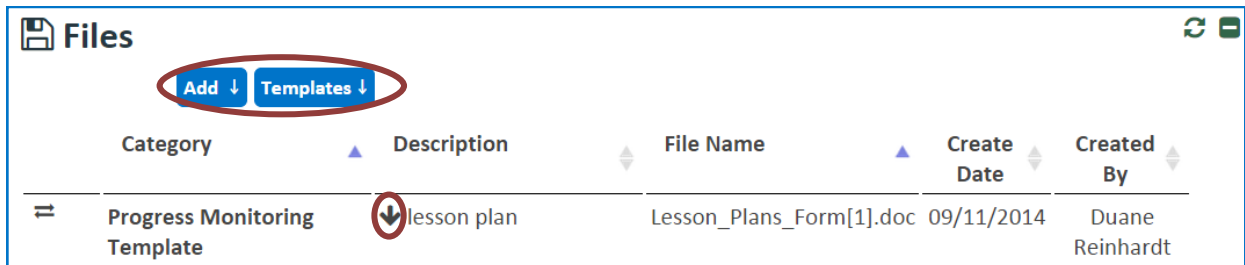 Files
Add ↓ Templates ↓
Category Description File Name Create Date Created By
Progress Monitoring Template lesson plan Lesson_Plans_Form[1].doc 09/11/2014 Duane Reinhardt